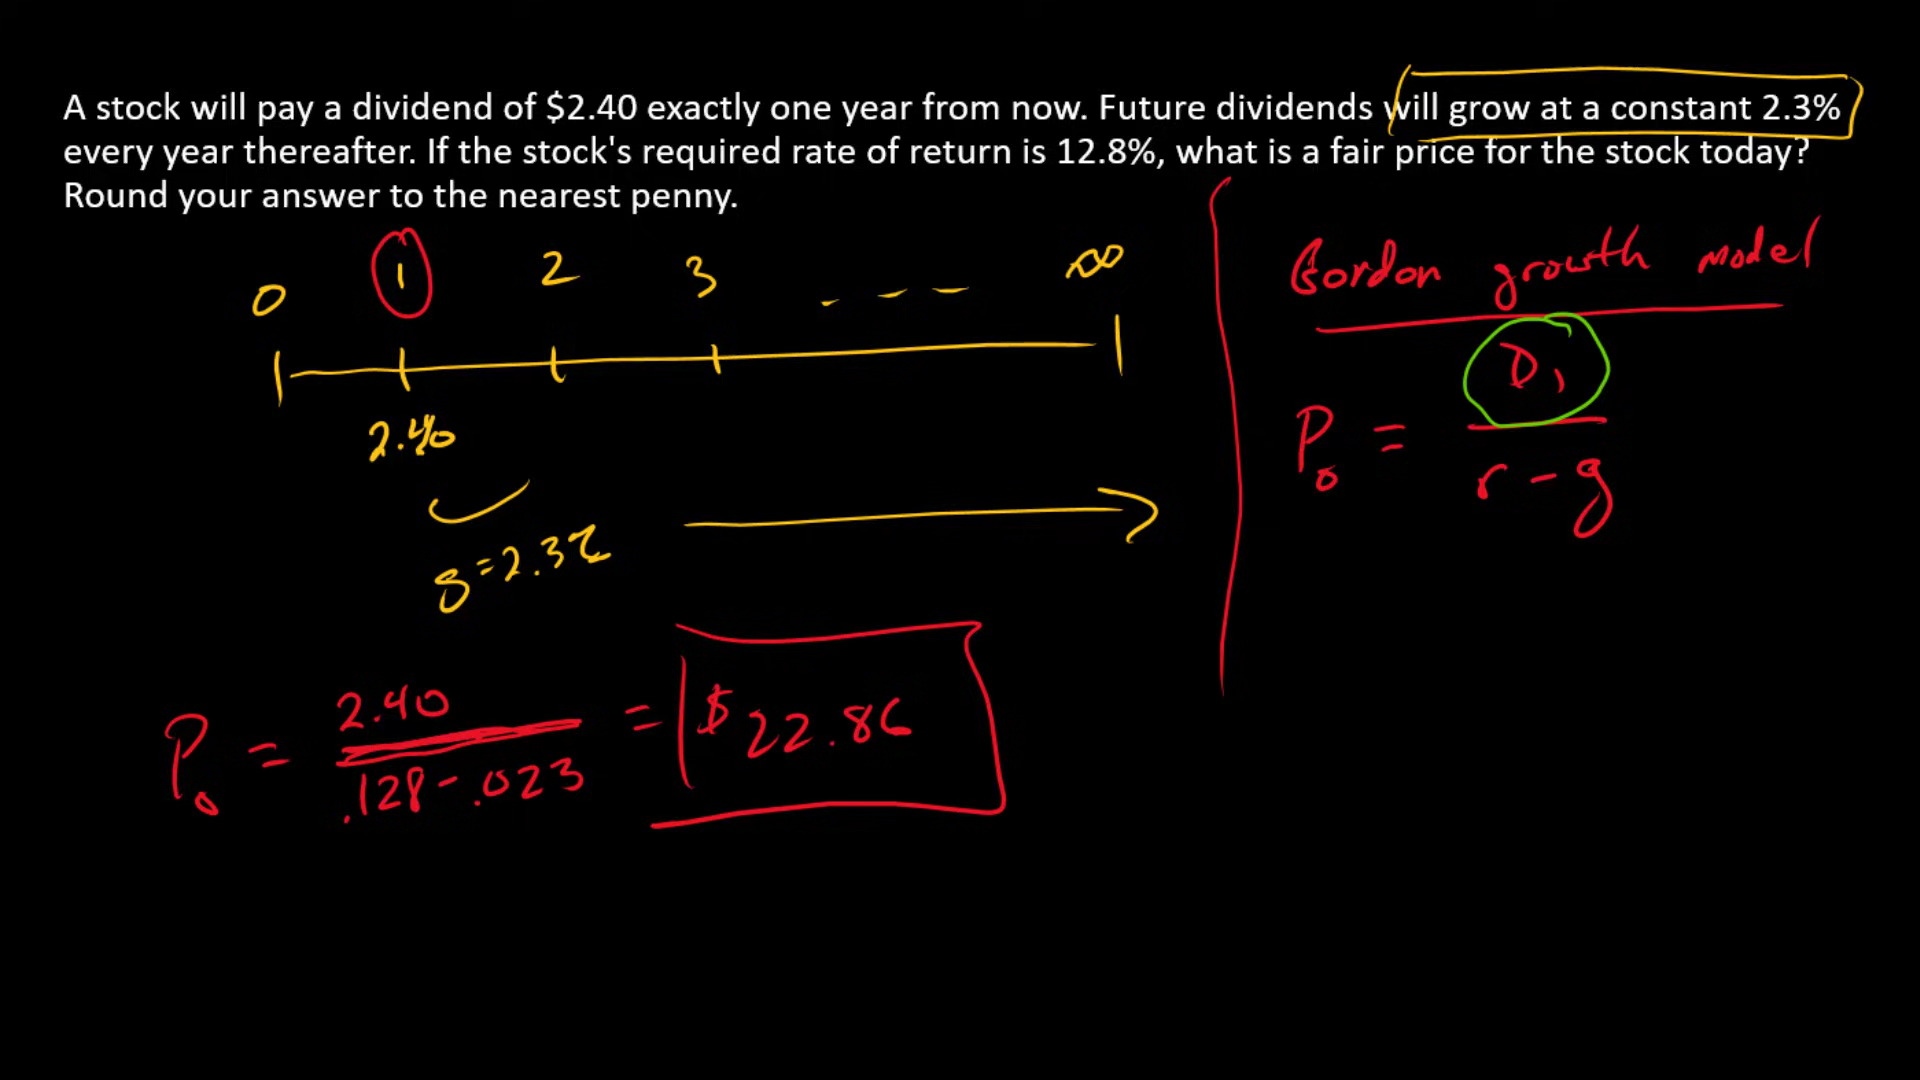 A stock will pay a dividend of $2.40 exactly one year from now. Future dividends will grow at a constant 2.3%
every year thereafter. If the stock's required rate of return is 12.8%, what is a fair price for the stock today?
Round your answer to the nearest penny.
Gordon growth model
0 1 2 3 - - - ∞
D1
P0 = 
r - g
2.40
g=2.3%
2.40
P0 = 
.128-.023
= $22.86